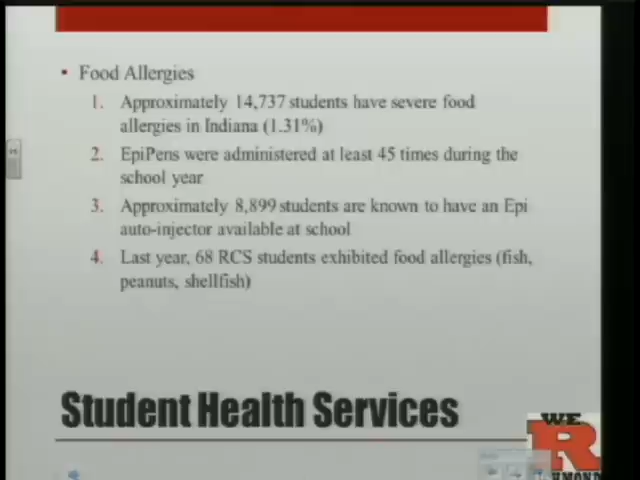 • Food Allergies
1. Approximately 14,737 students have severe food
allergies in Indiana (1.31%)
2. EpiPens were administered at least 45 times during the
school year
3. Approximately 8,899 students are known to have an Epi
auto-injector available at school
4. Last year, 68 RCS students exhibited food allergies (fish,
peanuts, shellfish)
Student Health Services
WE
R